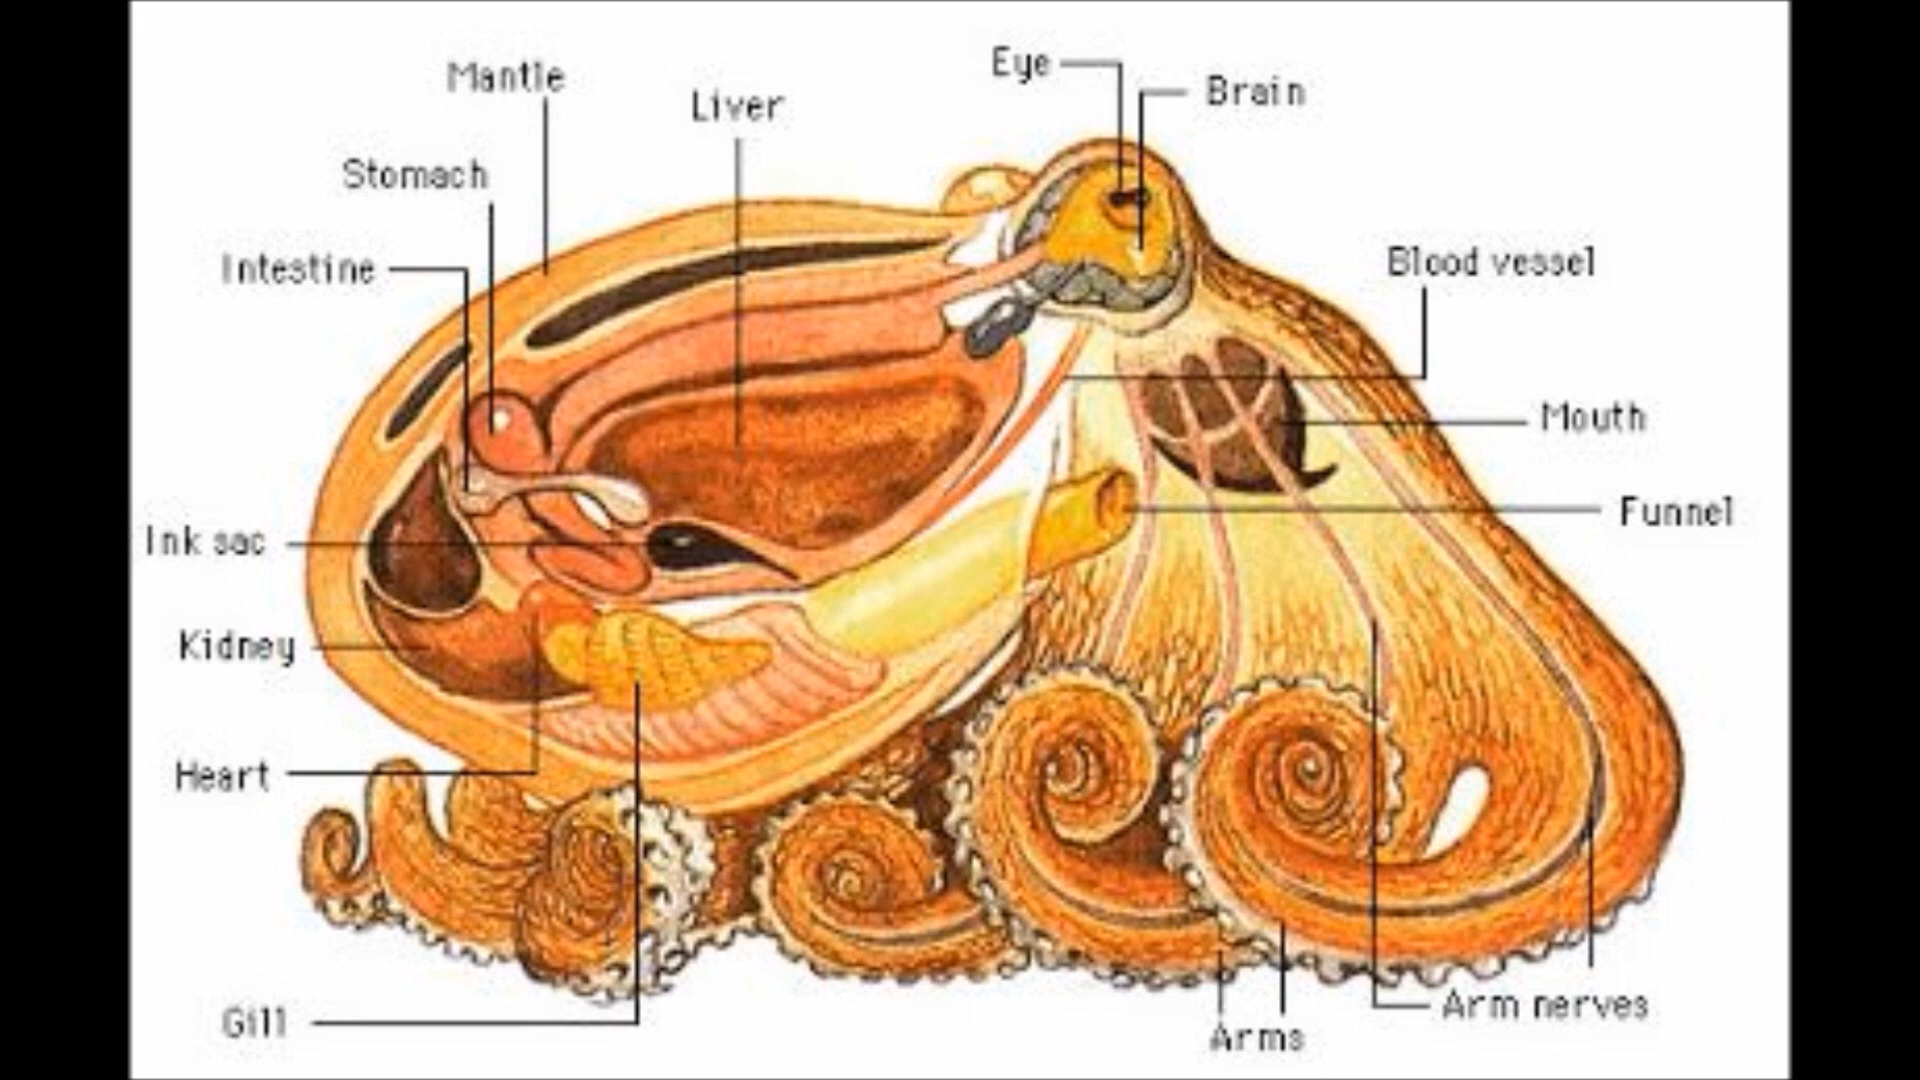 Eye
Mantle
Brain
Liver
Stomach
Blood vessel
Intestine
Mouth
Funnel
Ink sac
Kidney
Heart
Arm nerves
Gill
Arms